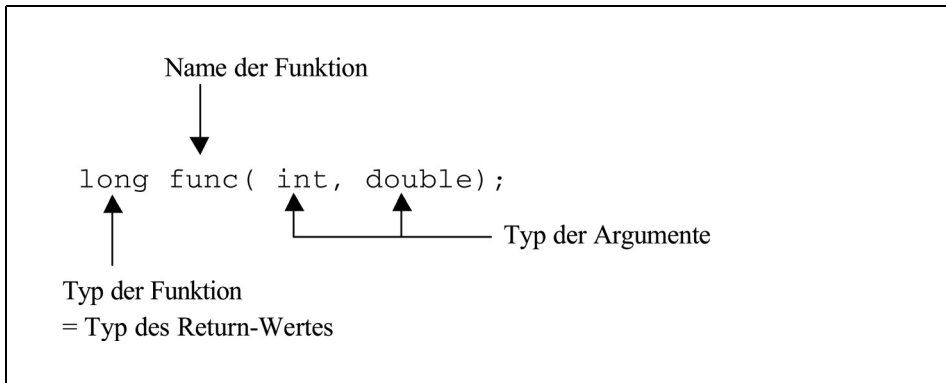 Name der Funktion
long func( int, double);
Typ der Argumente
Typ der Funktion
= Typ des Return-Wertes